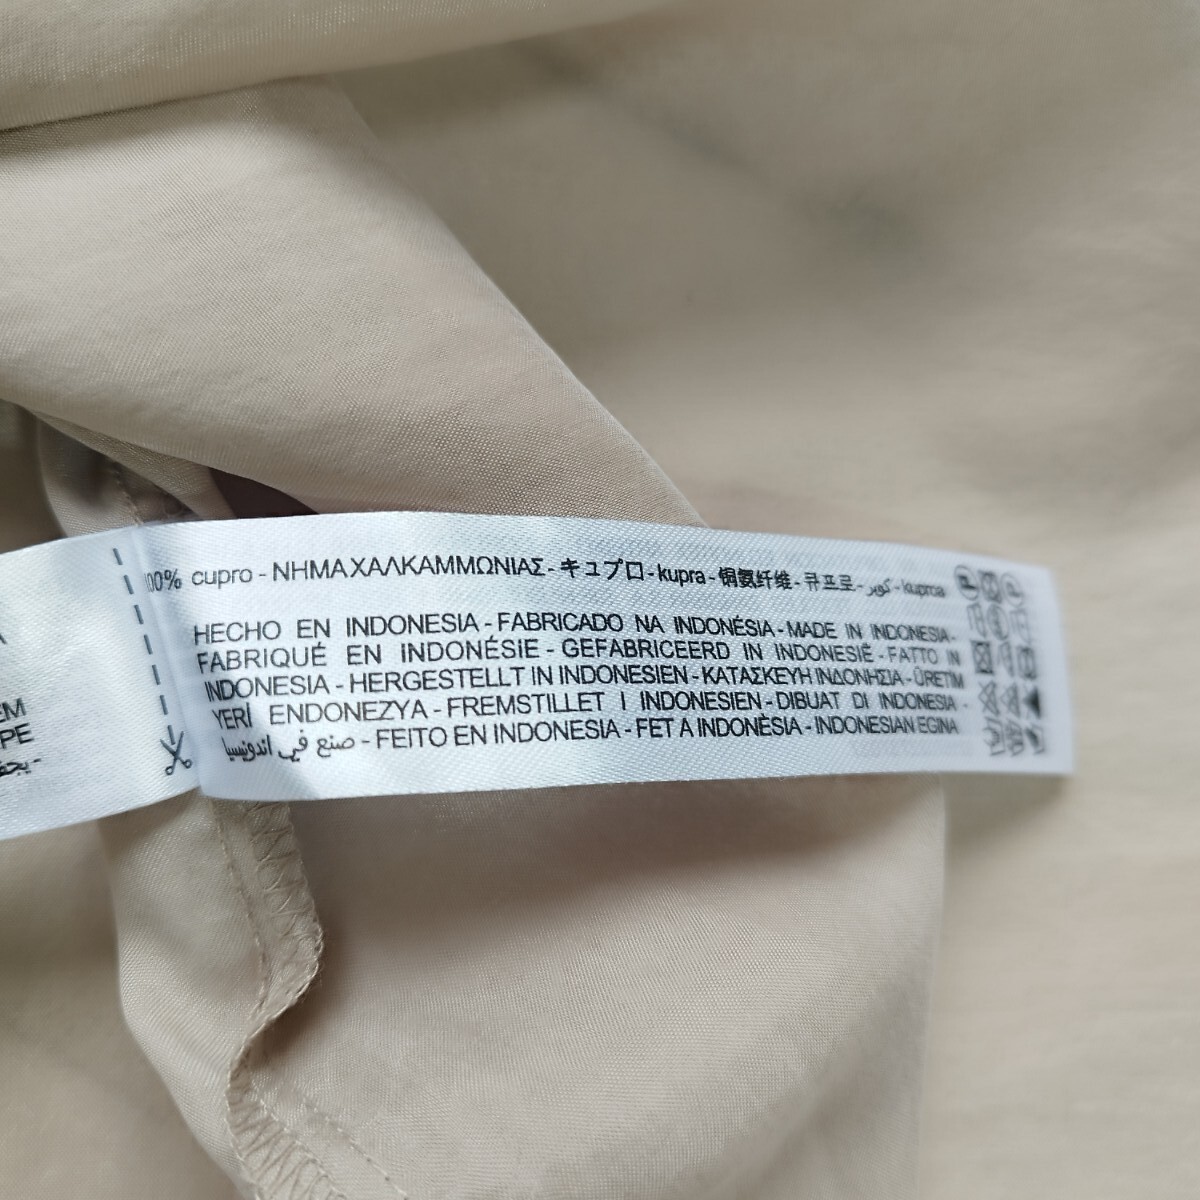 00% cupro - ΝΗΜΑ ΧΑΛΚΑΜΜΩΝΙΑΣ - キュプロ - kupra - 铜氨纤维 - 큐프로 - كوبر - kuproa
HECHO EN INDONESIA - FABRICADO NA INDONÉSIA - MADE IN INDONESIA -
FABRIQUÉ EN INDONÉSIE - GEFABRICEERD IN INDONESIË - FATTO IN
INDONESIA - HERGESTELLT IN INDONESIEN - ΚΑΤΑΣΚΕΥΗ ΙΝΔΟΝΗΣΙΑ - ÜRETİM
YERİ ENDONEZYA - FREMSTILLET I INDONESIEN - DIBUAT DI INDONESIA -
صنع في اندونيسيا - FEITO EN INDONESIA - FET A INDONÈSIA - INDONESIAN EGINA
EM
PE